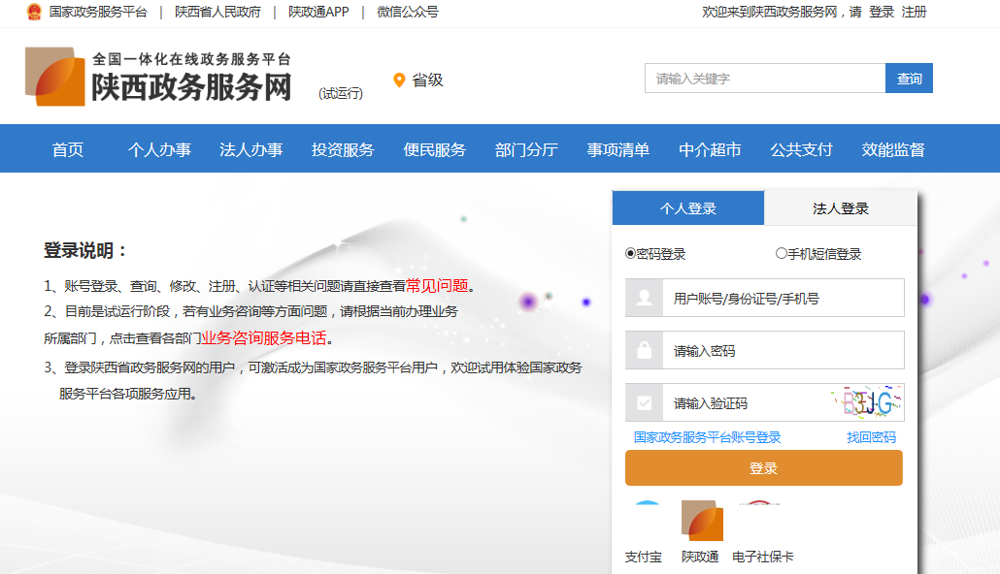 国家政务服务平台 | 陕西省人民政府 | 陕政通APP | 微信公众号
欢迎来到陕西政务服务网，请 登录 注册
全国一体化在线政务服务平台
陕西政务服务网
(试运行)
省级
请输入关键字
查询
首页 个人办事 法人办事 投资服务 便民服务 部门分厅 事项清单 中介超市 公共支付 效能监督
登录说明：
1、账号登录、查询、修改、注册、认证等相关问题请直接查看常见问题。
2、目前是试运行阶段，若有业务咨询等方面问题，请根据当前办理业务
所属部门，点击查看各部门业务咨询服务电话。
3、登录陕西省政务服务网的用户，可激活成为国家政务服务平台用户，欢迎试用体验国家政务
服务平台各项服务应用。
个人登录 法人登录
密码登录 手机短信登录
用户账号/身份证号/手机号
请输入密码
请输入验证码
国家政务服务平台账号登录 找回密码
登录
支付宝 陕政通 电子社保卡